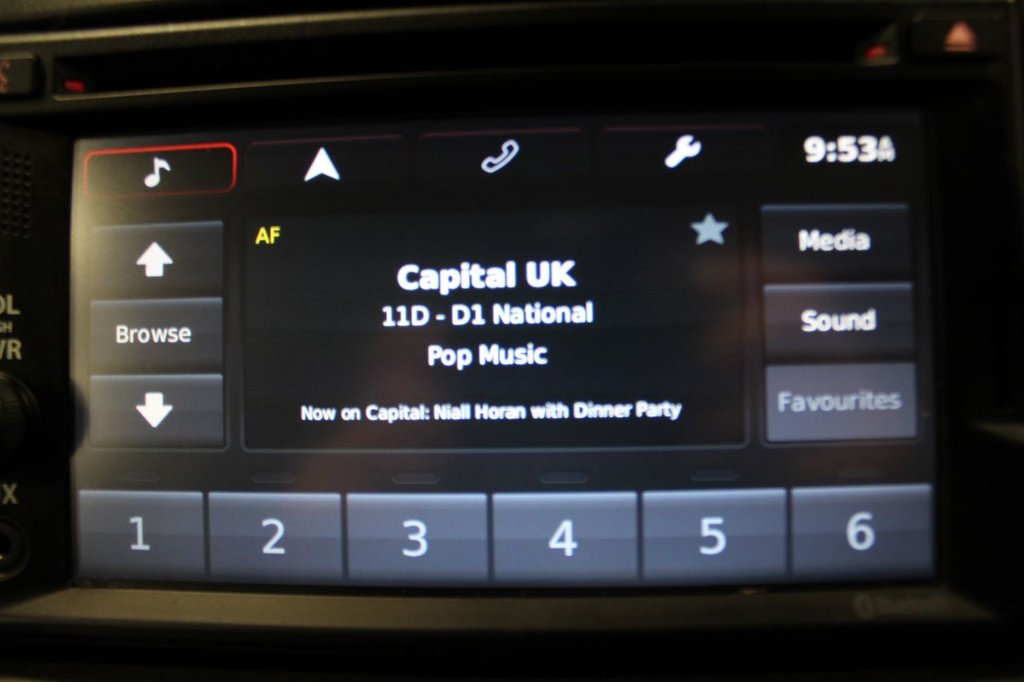 9:53AM
AF
Capital UK
11D - D1 National
Pop Music
Now on Capital: Niall Horan with Dinner Party
Browse
Media
Sound
Favourites
1 2 3 4 5 6